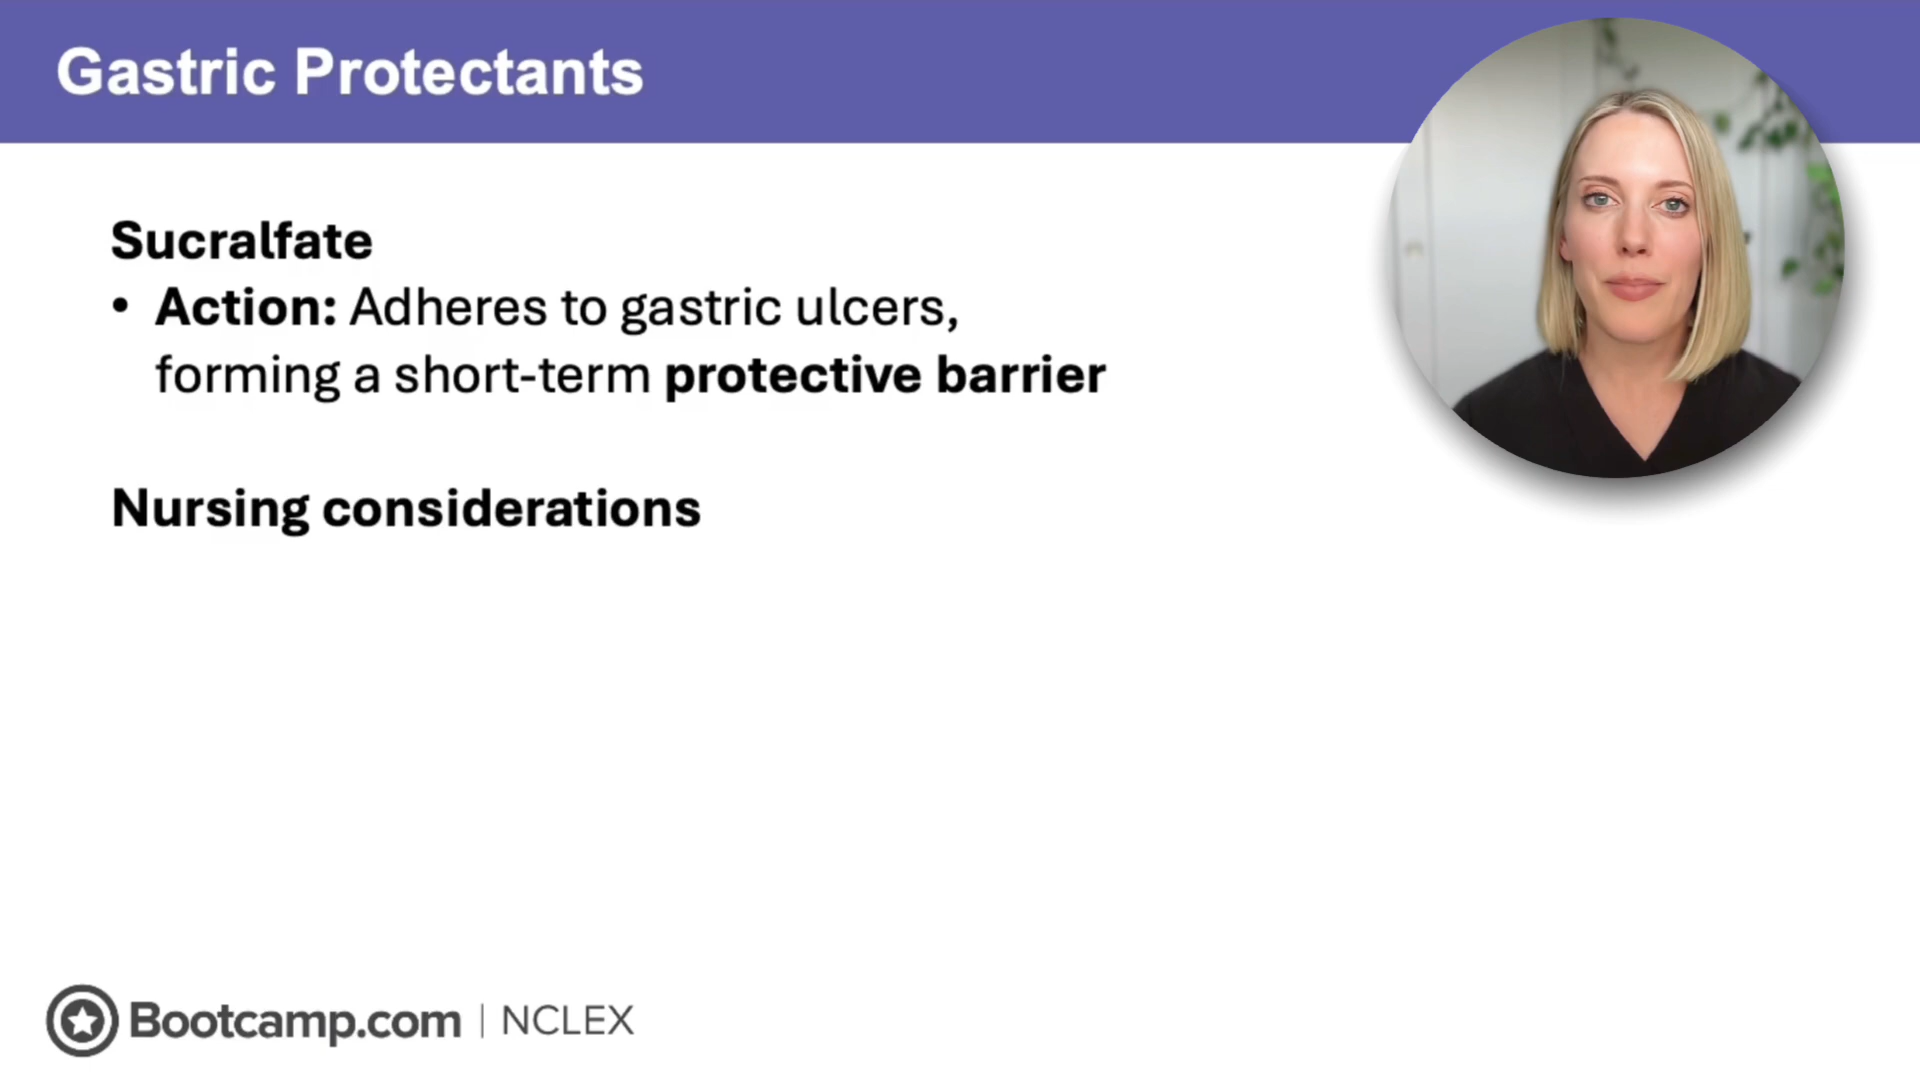 Gastric Protectants
Sucralfate
• Action: Adheres to gastric ulcers,
forming a short-term protective barrier
Nursing considerations
Bootcamp.com | NCLEX